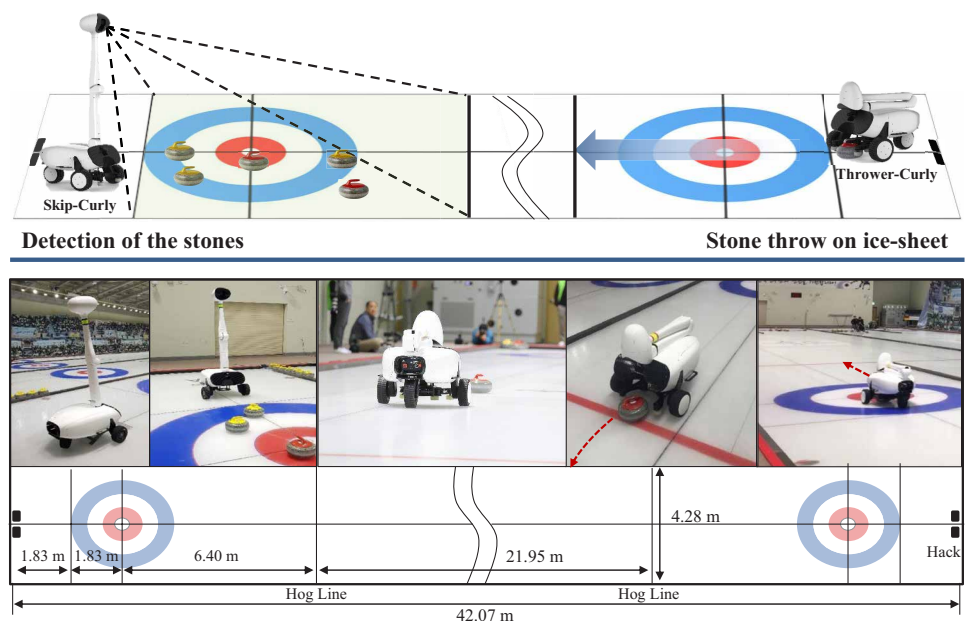 Skip-Curly
Thrower-Curly
Detection of the stones
Stone throw on ice-sheet
4.28 m
1.83 m
1.83 m
6.40 m
21.95 m
Hack
Hog Line
Hog Line
42.07 m